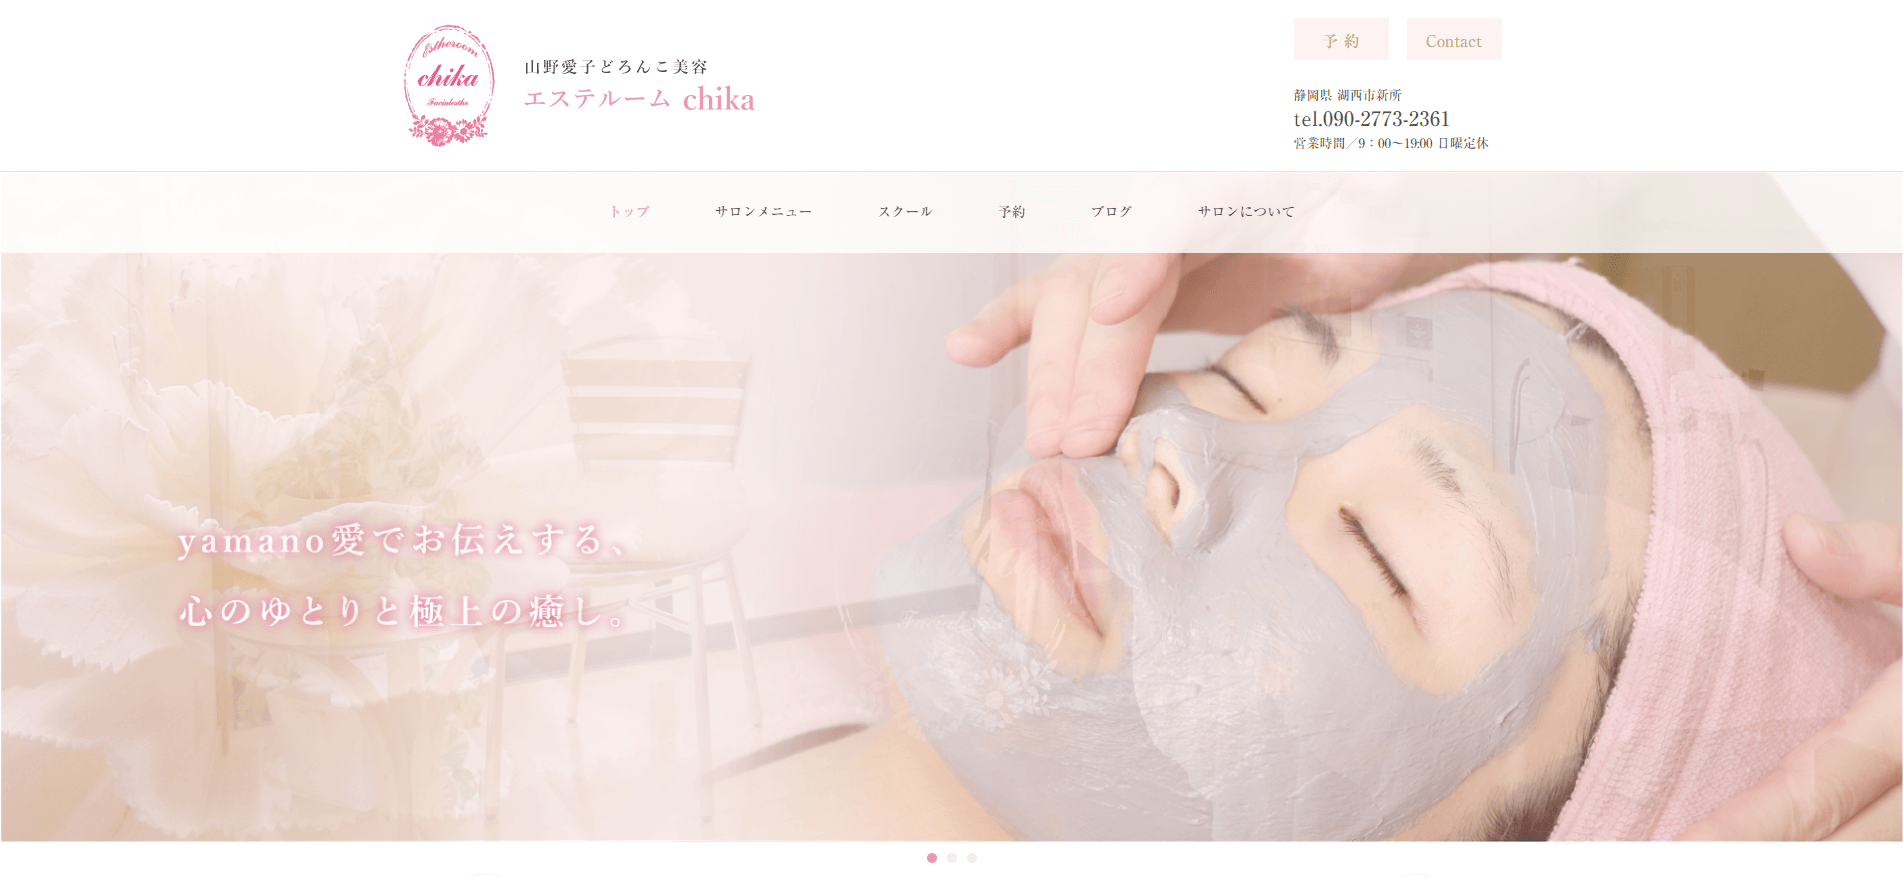 Estheroom
chika
Facialesthe
山野愛子どろんこ美容
エステルーム chika
予 約
Contact
静岡県 湖西市新所
tel.090-2773-2361
営業時間／9：00〜19:00 日曜定休
トップ
サロンメニュー
スクール
予約
ブログ
サロンについて
yamano愛でお伝えする、
心のゆとりと極上の癒し。